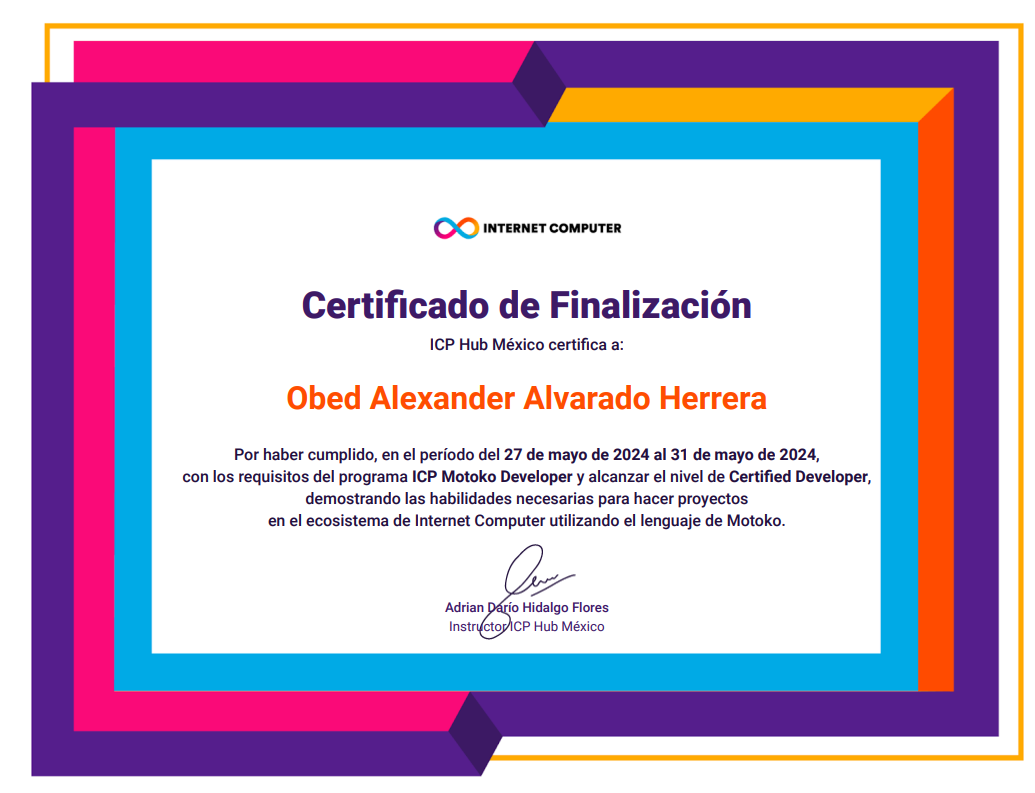 INTERNET COMPUTER
Certificado de Finalización
ICP Hub México certifica a:
Obed Alexander Alvarado Herrera
Por haber cumplido, en el período del 27 de mayo de 2024 al 31 de mayo de 2024,
con los requisitos del programa ICP Motoko Developer y alcanzar el nivel de Certified Developer,
demostrando las habilidades necesarias para hacer proyectos
en el ecosistema de Internet Computer utilizando el lenguaje de Motoko.
Adrian Darío Hidalgo Flores
Instructor ICP Hub México